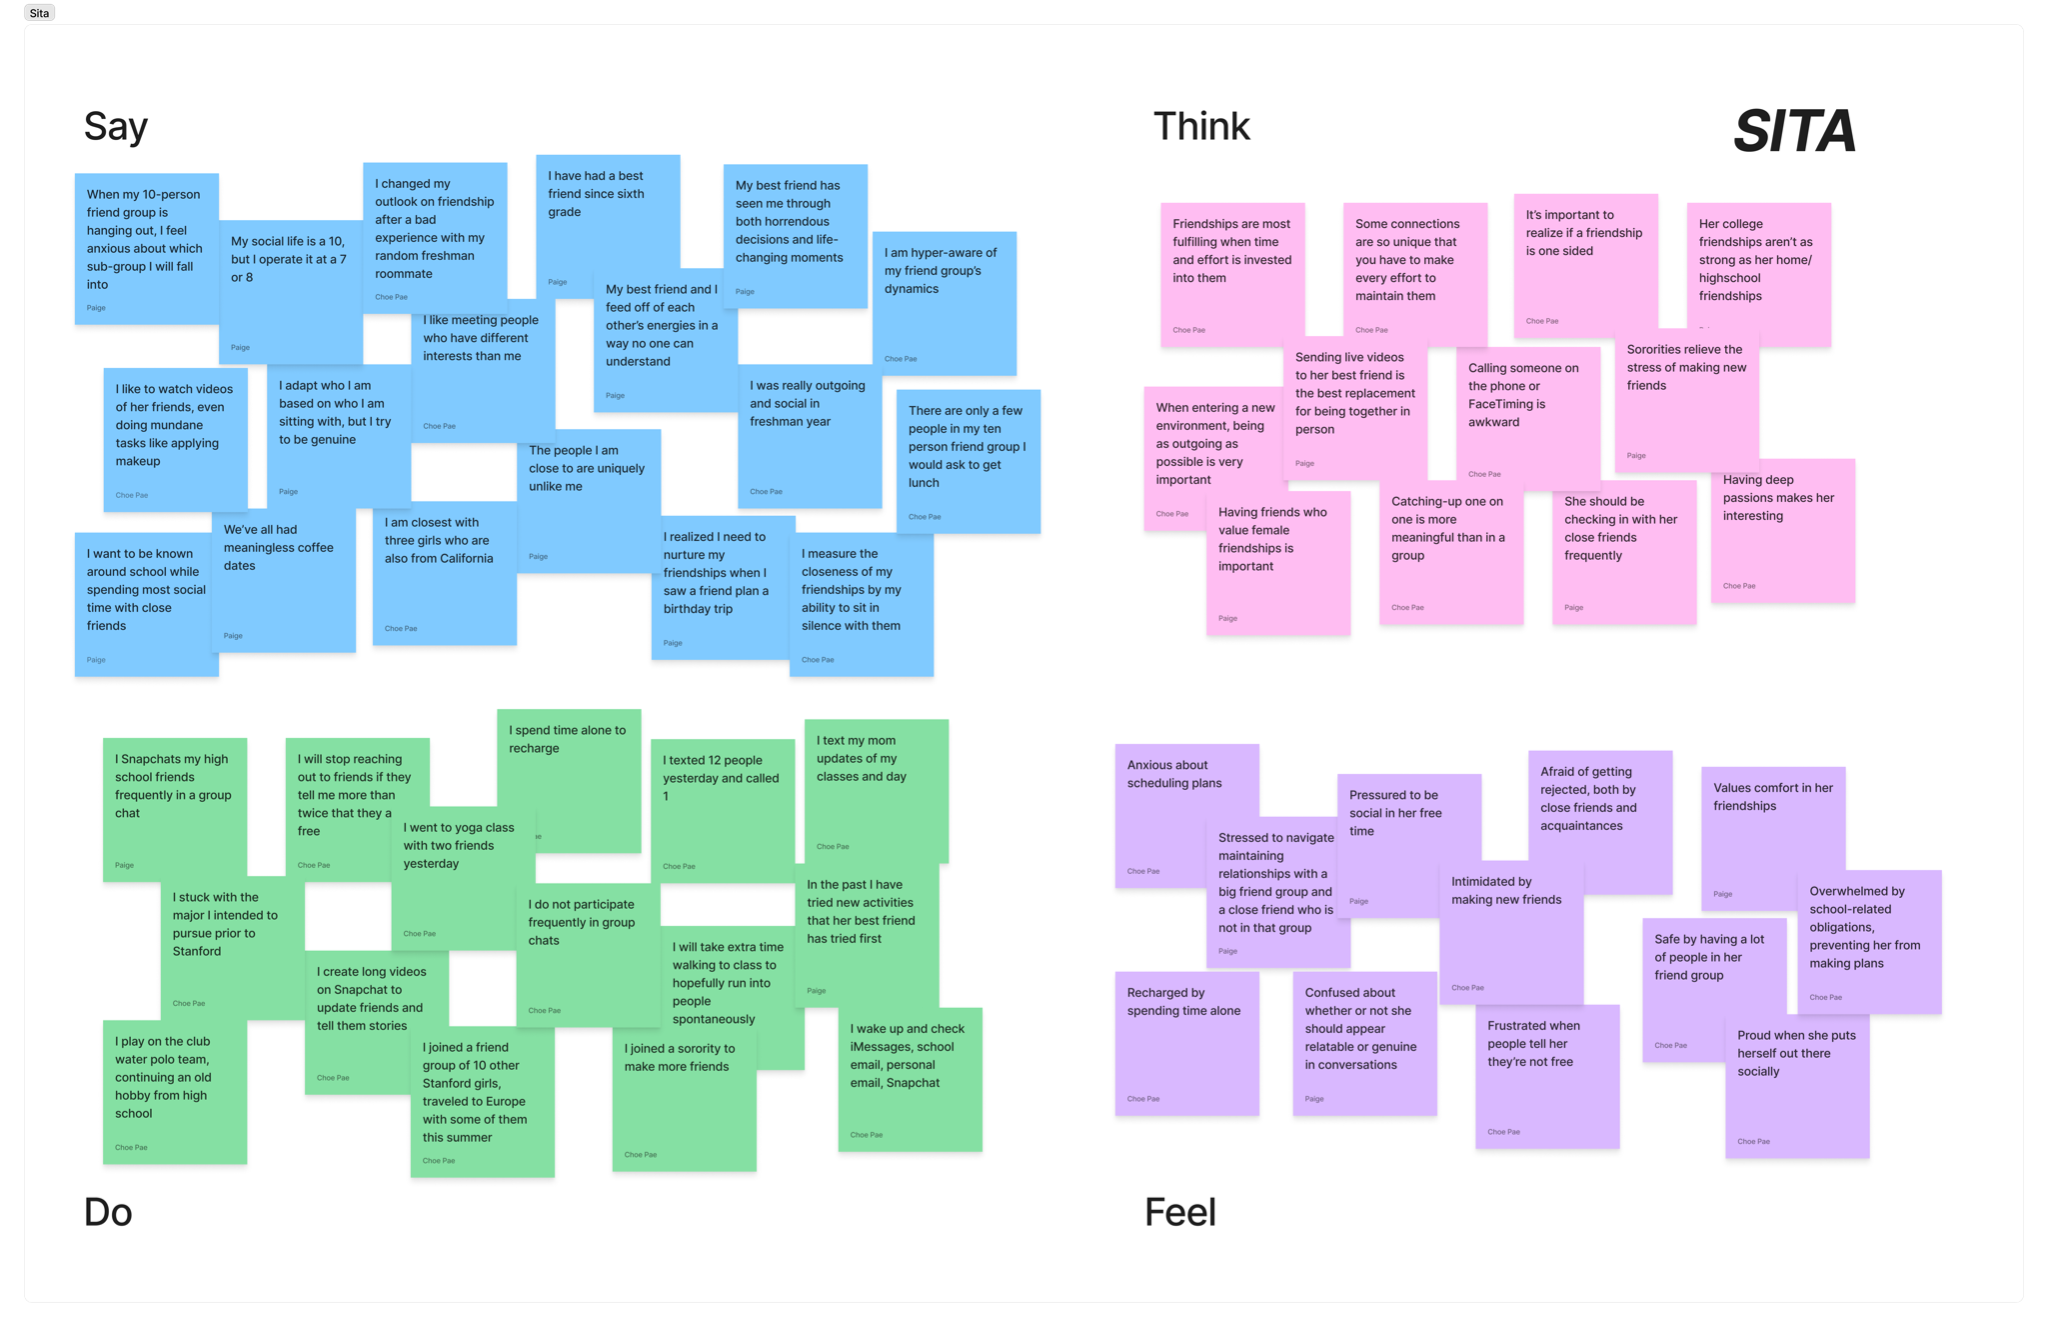 Sita
Say
When my 10-person
friend group is
hanging out, I feel
anxious about which
sub-group I will fall
into
Paige
My social life is a 10,
but I operate it at a 7
or 8
Paige
I changed my
outlook on friendship
after a bad
experience with my
random freshman
roommate
Choe Pae
I have had a best
friend since sixth
grade
Paige
My best friend has
seen me through
both horrendous
decisions and life-
changing moments
Paige
I am hyper-aware of
my friend group's
dynamics
Choe Pae
I like meeting people
who have different
interests than me
Choe Pae
My best friend and I
feed off of each
other's energies in a
way no one can
understand
Paige
I like to watch videos
of her friends, even
doing mundane
tasks like applying
makeup
Choe Pae
I adapt who I am
based on who I am
sitting with, but I try
to be genuine
Paige
The people I am
close to are uniquely
unlike me
Paige
I was really outgoing
and social in
freshman year
Choe Pae
There are only a few
people in my ten
person friend group I
would ask to get
lunch
Choe Pae
I want to be known
around school while
spending most social
time with close
friends
Paige
We've all had
meaningless coffee
dates
Paige
I am closest with
three girls who are
also from California
Choe Pae
I realized I need to
nurture my
friendships when I
saw a friend plan a
birthday trip
Paige
I measure the
closeness of my
friendships by my
ability to sit in
silence with them
Choe Pae
Think
SITA
Friendships are most
fulfilling when time
and effort is invested
into them
Choe Pae
Some connections
are so unique that
you have to make
every effort to
maintain them
Choe Pae
It's important to
realize if a friendship
is one sided
Choe Pae
Her college
friendships aren't as
strong as her home/
highschool
friendships
Sending live videos
to her best friend is
the best replacement
for being together in
person
Paige
Calling someone on
the phone or
FaceTiming is
awkward
Choe Pae
Sororities relieve the
stress of making new
friends
Paige
When entering a new
environment, being
as outgoing as
possible is very
important
Choe Pae
Having friends who
value female
friendships is
important
Paige
Catching-up one on
one is more
meaningful than in a
group
Choe Pae
She should be
checking in with her
close friends
frequently
Paige
Having deep
passions makes her
interesting
Choe Pae
I Snapchats my high
school friends
frequently in a group
chat
Paige
I will stop reaching
out to friends if they
tell me more than
twice that they a
free
Choe Pae
I spend time alone to
recharge
I texted 12 people
yesterday and called
1
Choe Pae
I text my mom
updates of my
classes and day
Choe Pae
I went to yoga class
with two friends
yesterday
Choe Pae
I stuck with the
major I intended to
pursue prior to
Stanford
Choe Pae
I do not participate
frequently in group
chats
Choe Pae
In the past I have
tried new activities
that her best friend
has tried first
Paige
I will take extra time
walking to class to
hopefully run into
people
spontaneously
I create long videos
on Snapchat to
update friends and
tell them stories
Choe Pae
I play on the club
water polo team,
continuing an old
hobby from high
school
Choe Pae
I joined a friend
group of 10 other
Stanford girls,
traveled to Europe
with some of them
this summer
Choe Pae
I joined a sorority to
make more friends
Choe Pae
I wake up and check
iMessages, school
email, personal
email, Snapchat
Choe Pae
Do
Anxious about
scheduling plans
Choe Pae
Stressed to navigate
maintaining
relationships with a
big friend group and
a close friend who is
not in that group
Paige
Pressured to be
social in her free
time
Paige
Afraid of getting
rejected, both by
close friends and
acquaintances
Values comfort in her
friendships
Paige
Intimidated by
making new friends
Choe Pae
Overwhelmed by
school-related
obligations,
preventing her from
making plans
Choe Pae
Safe by having a lot
of people in her
friend group
Choe Pae
Recharged by
spending time alone
Choe Pae
Confused about
whether or not she
should appear
relatable or genuine
in conversations
Paige
Frustrated when
people tell her
they're not free
Choe Pae
Proud when she puts
herself out there
socially
Choe Pae
Feel